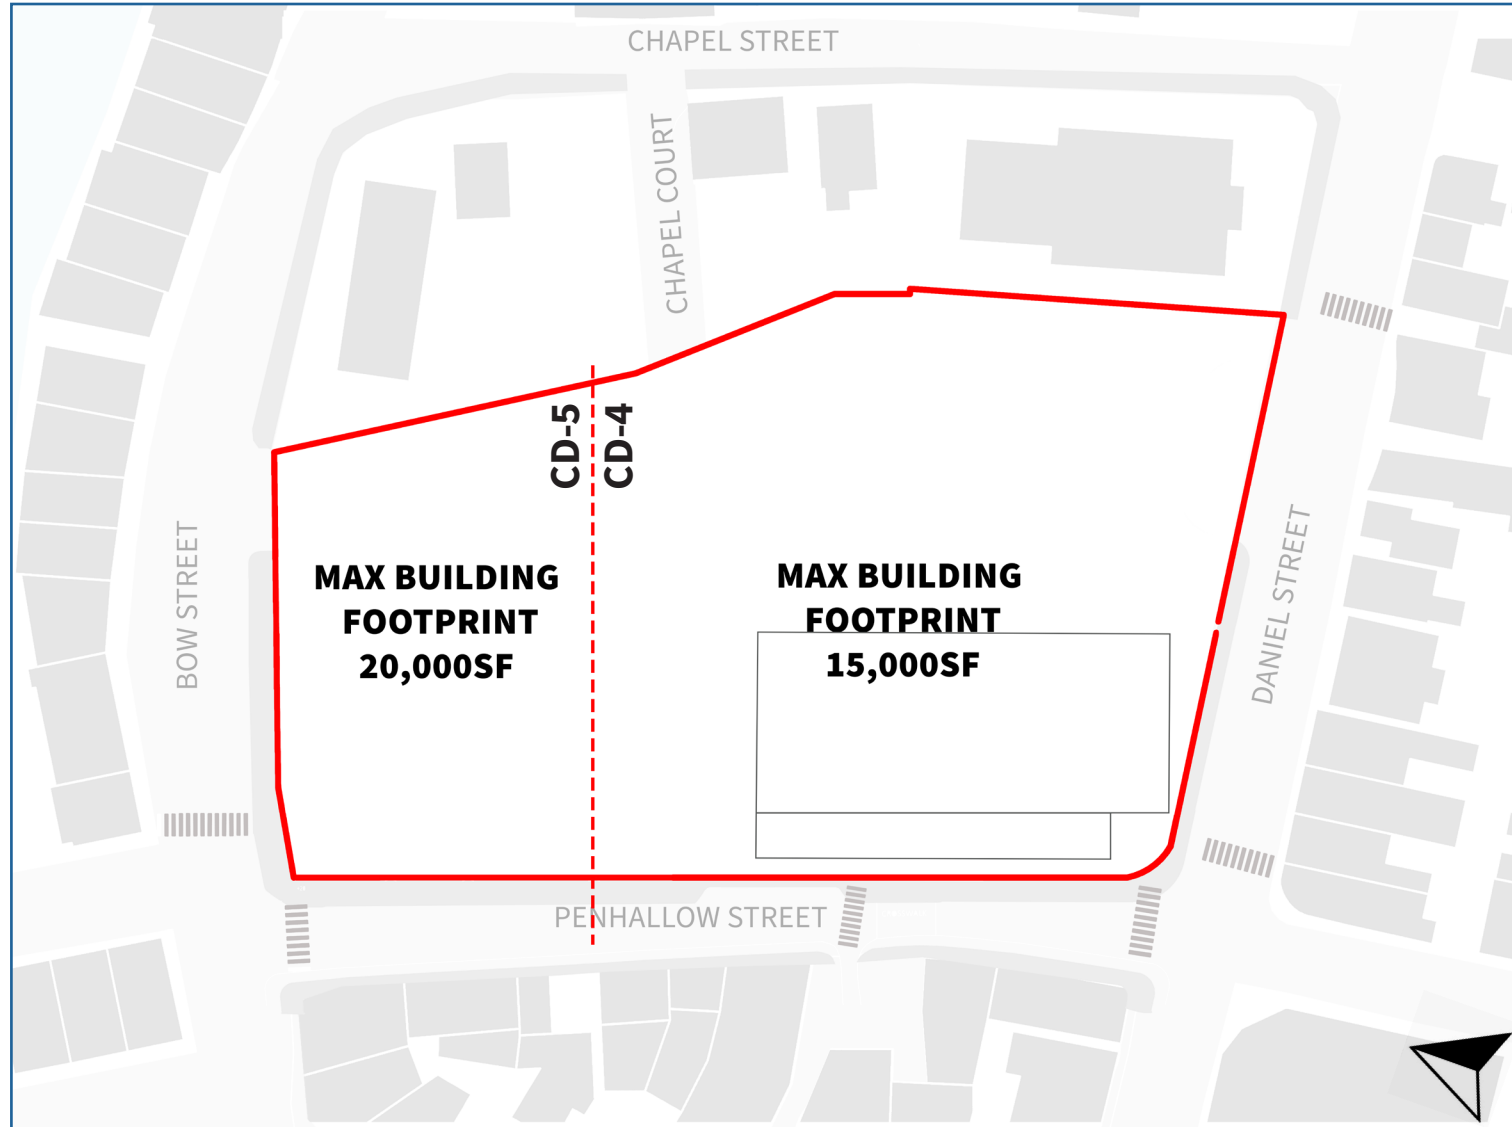 CHAPEL STREET
CHAPEL COURT
CD-5
CD-4
BOW STREET
MAX BUILDING
FOOTPRINT
20,000SF
MAX BUILDING
FOOTPRINT
15,000SF
DANIEL STREET
PENHALLOW STREET